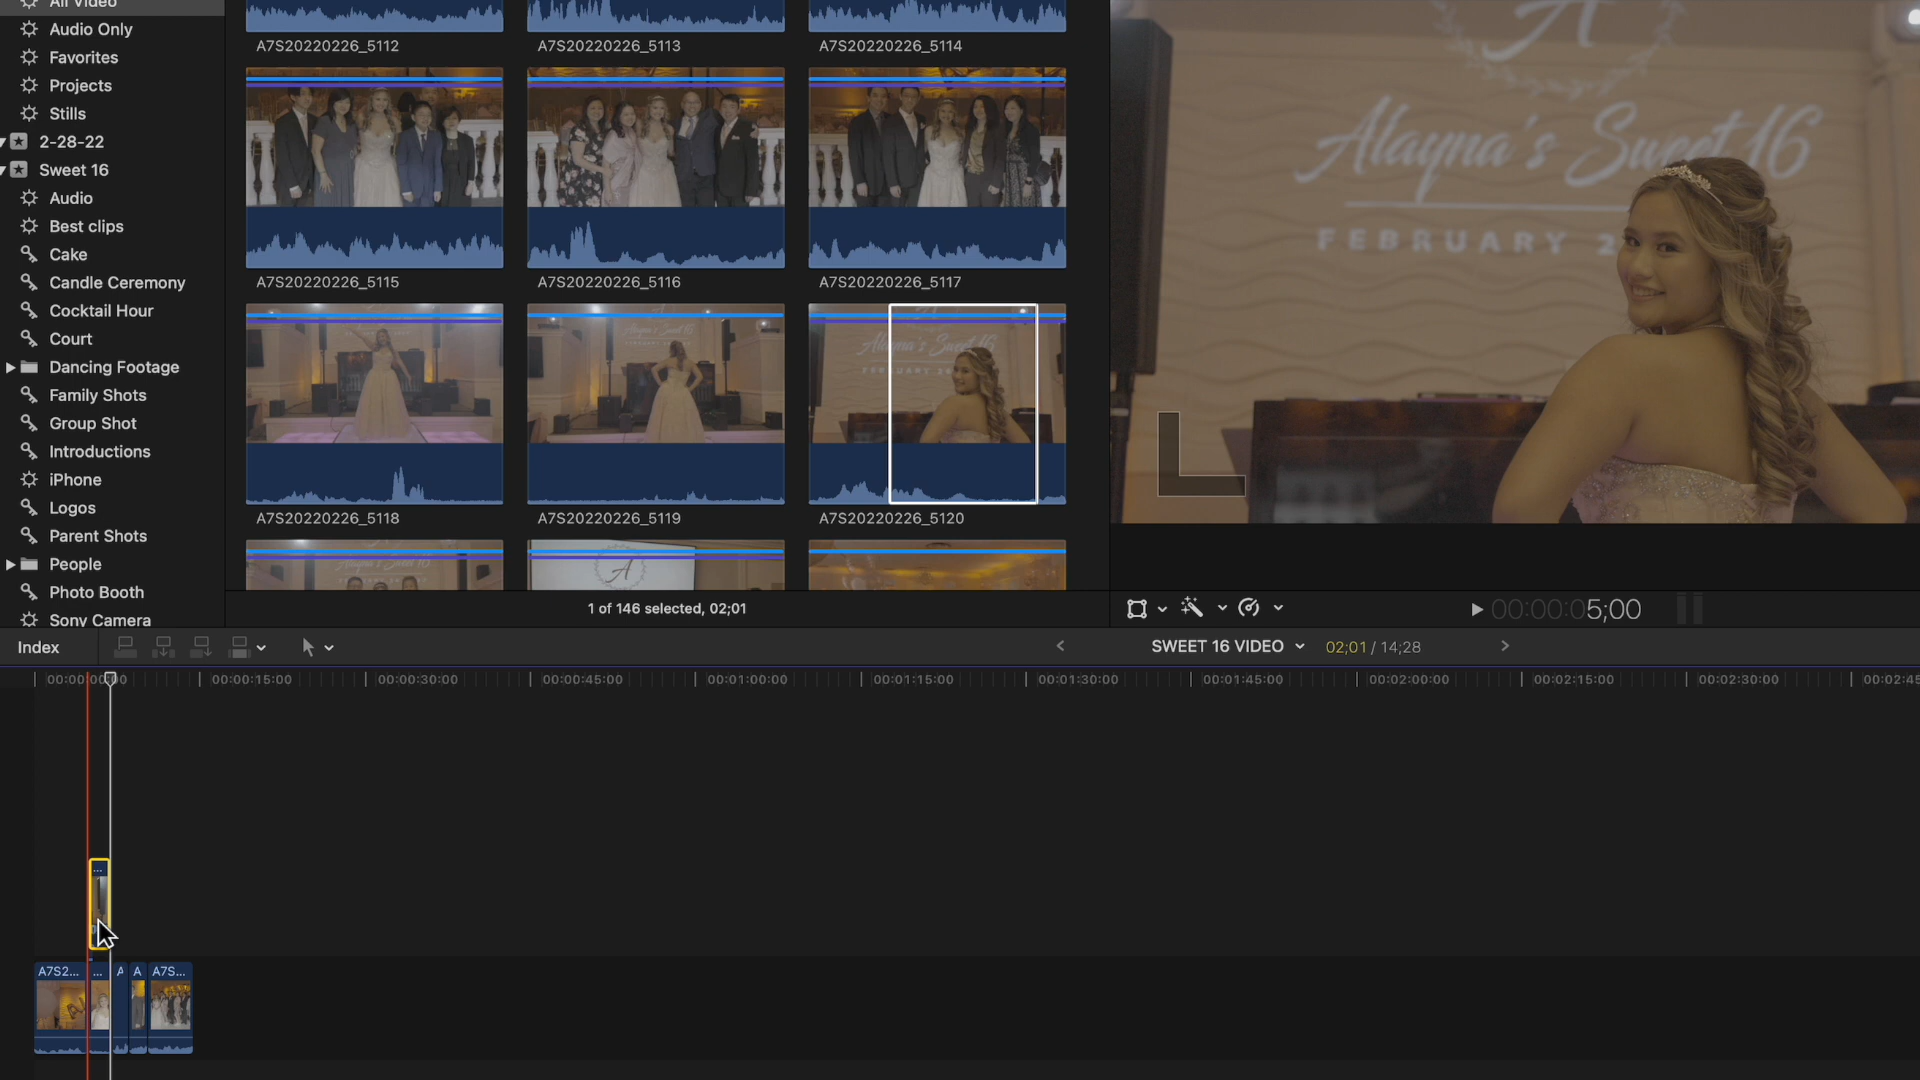 All Video
Audio Only
Favorites
Projects
Stills
2-28-22
Sweet 16
Audio
Best clips
Cake
Candle Ceremony
Cocktail Hour
Court
Dancing Footage
Family Shots
Group Shot
Introductions
iPhone
Logos
Parent Shots
People
Photo Booth
Sony Camera
A7S20220226_5112
A7S20220226_5113
A7S20220226_5114
A7S20220226_5115
A7S20220226_5116
A7S20220226_5117
A7S20220226_5118
A7S20220226_5119
Alayna's Sweet 16
A7S20220226_5120
A
1 of 146 selected, 02;01
A
Alayna's Sweet 16
FEBRUARY 2
00:00:05;00
Index
SWEET 16 VIDEO
02;01 / 14;28
00:00:00:00
00:00:15:00
00:00:30:00
00:00:45:00
00:01:00:00
00:01:15:00
00:01:30:00
00:01:45:00
00:02:00:00
00:02:15:00
00:02:30:00
00:02:45
...
A7S2...
...
A
A
A7S...